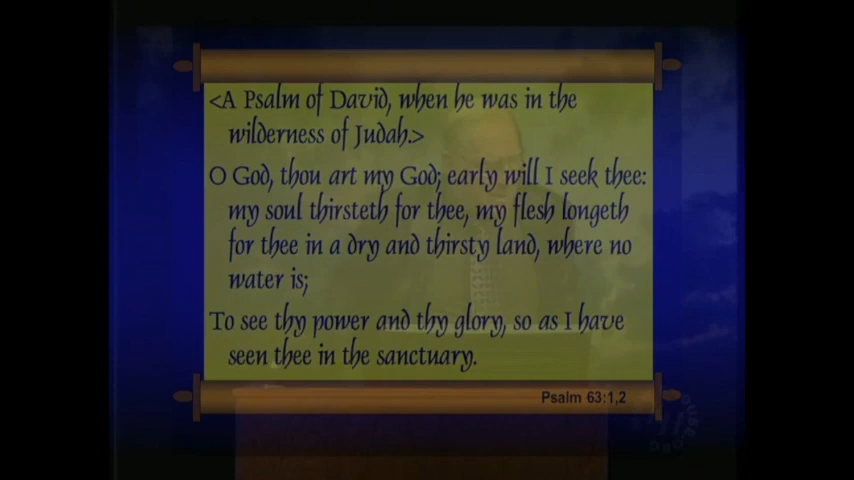 <A Psalm of David, when he was in the
wilderness of Judah.>
O God, thou art my God; early will I seek thee:
my soul thirsteth for thee, my flesh longeth
for thee in a dry and thirsty land, where no
water is;
To see thy power and thy glory, so as I have
seen thee in the sanctuary.
Psalm 63:1,2